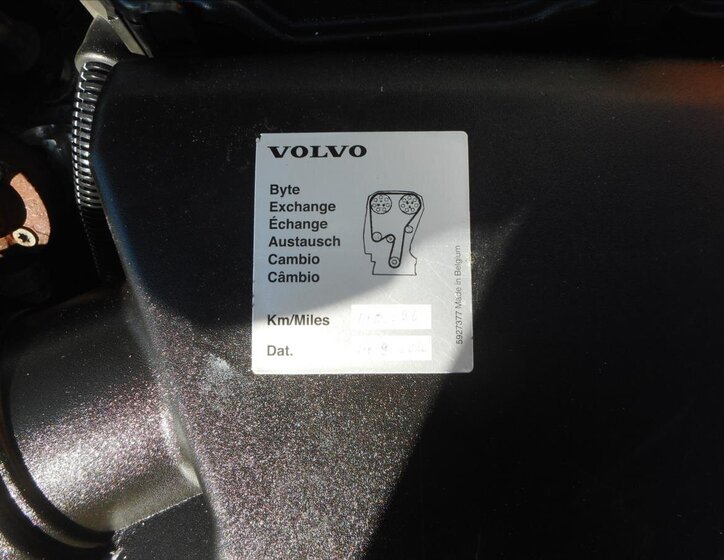 VOLVO
Byte
Exchange
Échange
Austausch
Cambio
Câmbio
Km/Miles
Dat.
5927377 Made in Belgium